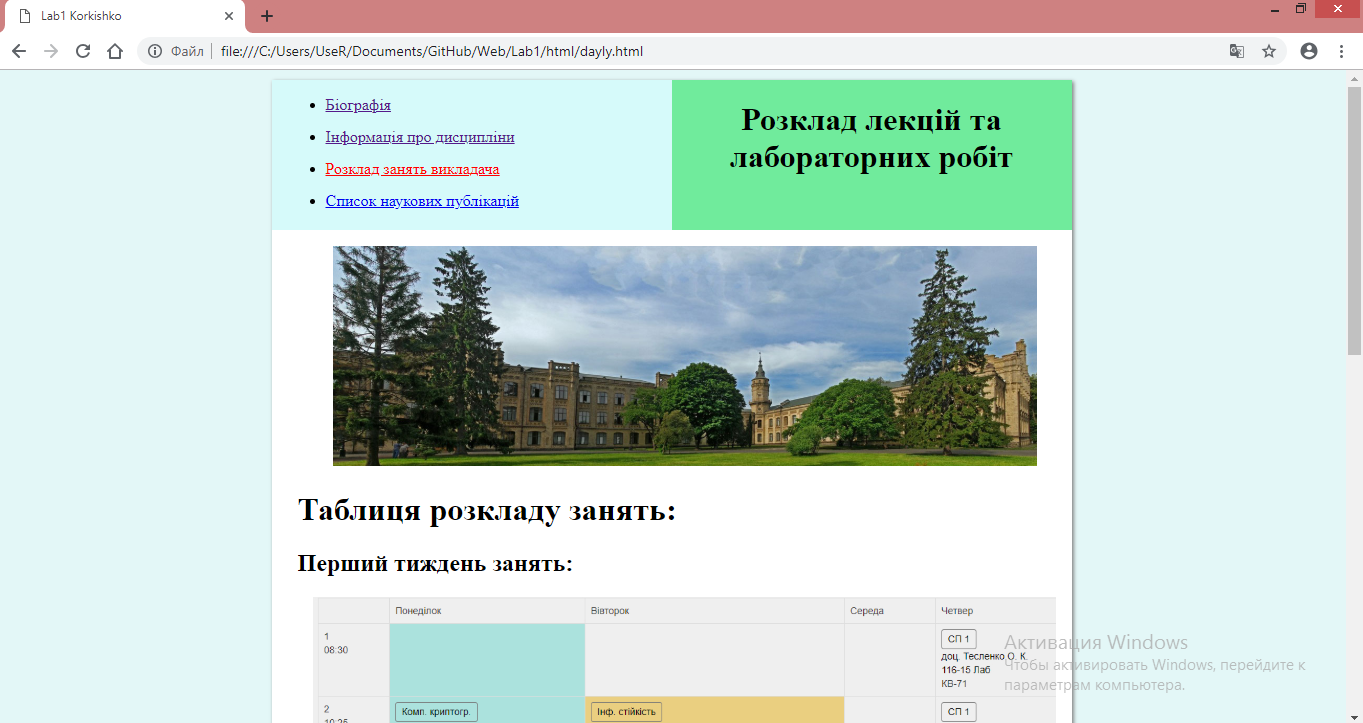 Lab1 Korkishko
Файл
file:///C:/Users/UseR/Documents/GitHub/Web/Lab1/html/dayly.html
Біографія
Інформація про дисципліни
Розклад занять викладача
Список наукових публікацій
Розклад лекцій та
лабораторних робіт
Таблиця розкладу занять:
Перший тиждень занять:
Понеділок Вівторок Середа Четвер
1
08:30
СП 1
доц. Тесленко О. К.
116-15 Лаб
КВ-71
2
10:25
Комп. криптогр.
Інф. стійкість
СП 1
Активация Windows
Чтобы активировать Windows, перейдите к
параметрам компьютера.